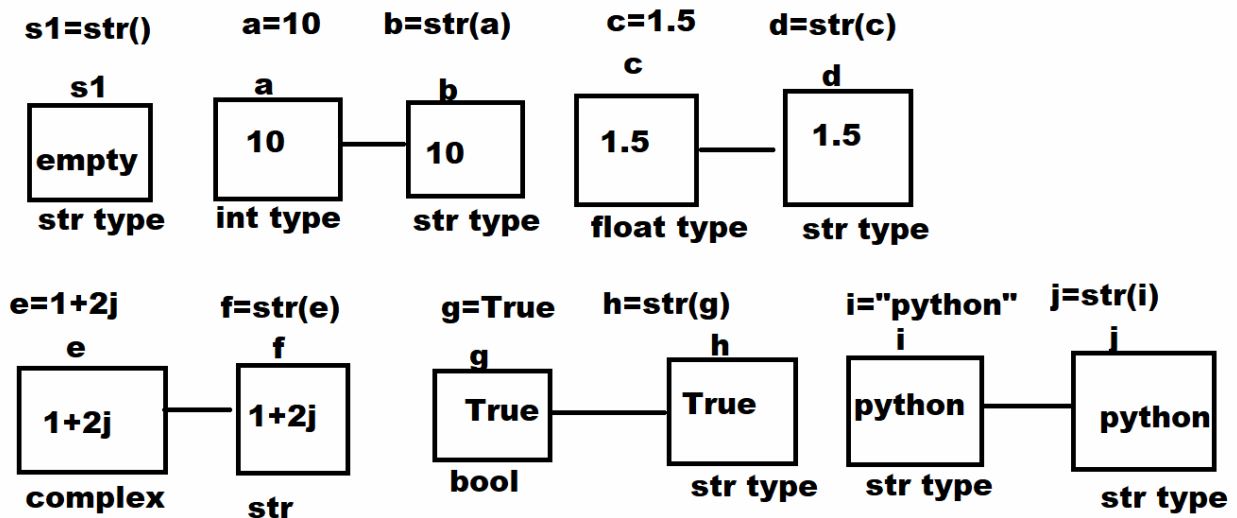 s1=str()
a=10
b=str(a)
c=1.5
d=str(c)
s1
a
b
c
d
empty
10
10
1.5
1.5
str type
int type
str type
float type
str type
e=1+2j
f=str(e)
g=True
h=str(g)
i="python"
j=str(i)
e
f
g
h
i
j
1+2j
1+2j
True
True
python
python
complex
str
bool
str type
str type
str type